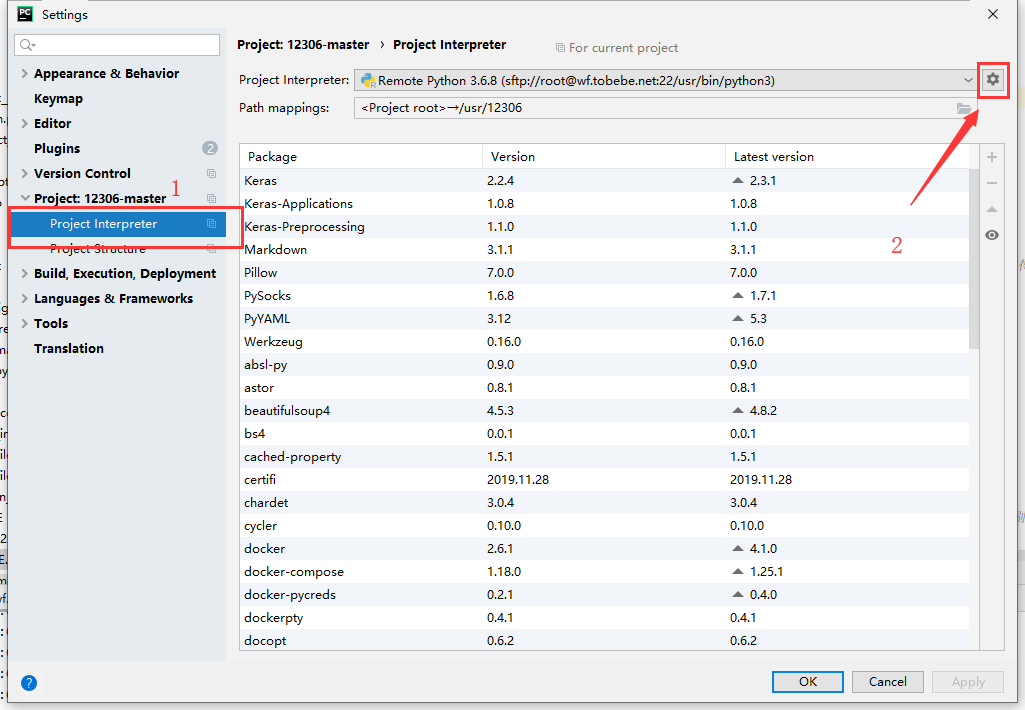 Settings
Project: 12306-master › Project Interpreter
For current project
Appearance & Behavior
Keymap
Editor
Plugins 2
Version Control
Project: 12306-master 1
Project Interpreter
Project Structure
Build, Execution, Deployment
Languages & Frameworks
Tools
Translation
Project Interpreter: Remote Python 3.6.8 (sftp://root@wf.tobebe.net:22/usr/bin/python3)
Path mappings: <Project root>→/usr/12306
2
Package Version Latest version
Keras 2.2.4 2.3.1
Keras-Applications 1.0.8 1.0.8
Keras-Preprocessing 1.1.0 1.1.0
Markdown 3.1.1 3.1.1
Pillow 7.0.0 7.0.0
PySocks 1.6.8 1.7.1
PyYAML 3.12 5.3
Werkzeug 0.16.0 0.16.0
absl-py 0.9.0 0.9.0
astor 0.8.1 0.8.1
beautifulsoup4 4.5.3 4.8.2
bs4 0.0.1 0.0.1
cached-property 1.5.1 1.5.1
certifi 2019.11.28 2019.11.28
chardet 3.0.4 3.0.4
cycler 0.10.0 0.10.0
docker 2.6.1 4.1.0
docker-compose 1.18.0 1.25.1
docker-pycreds 0.2.1 0.4.0
dockerpty 0.4.1 0.4.1
docopt 0.6.2 0.6.2
?
OK Cancel Apply